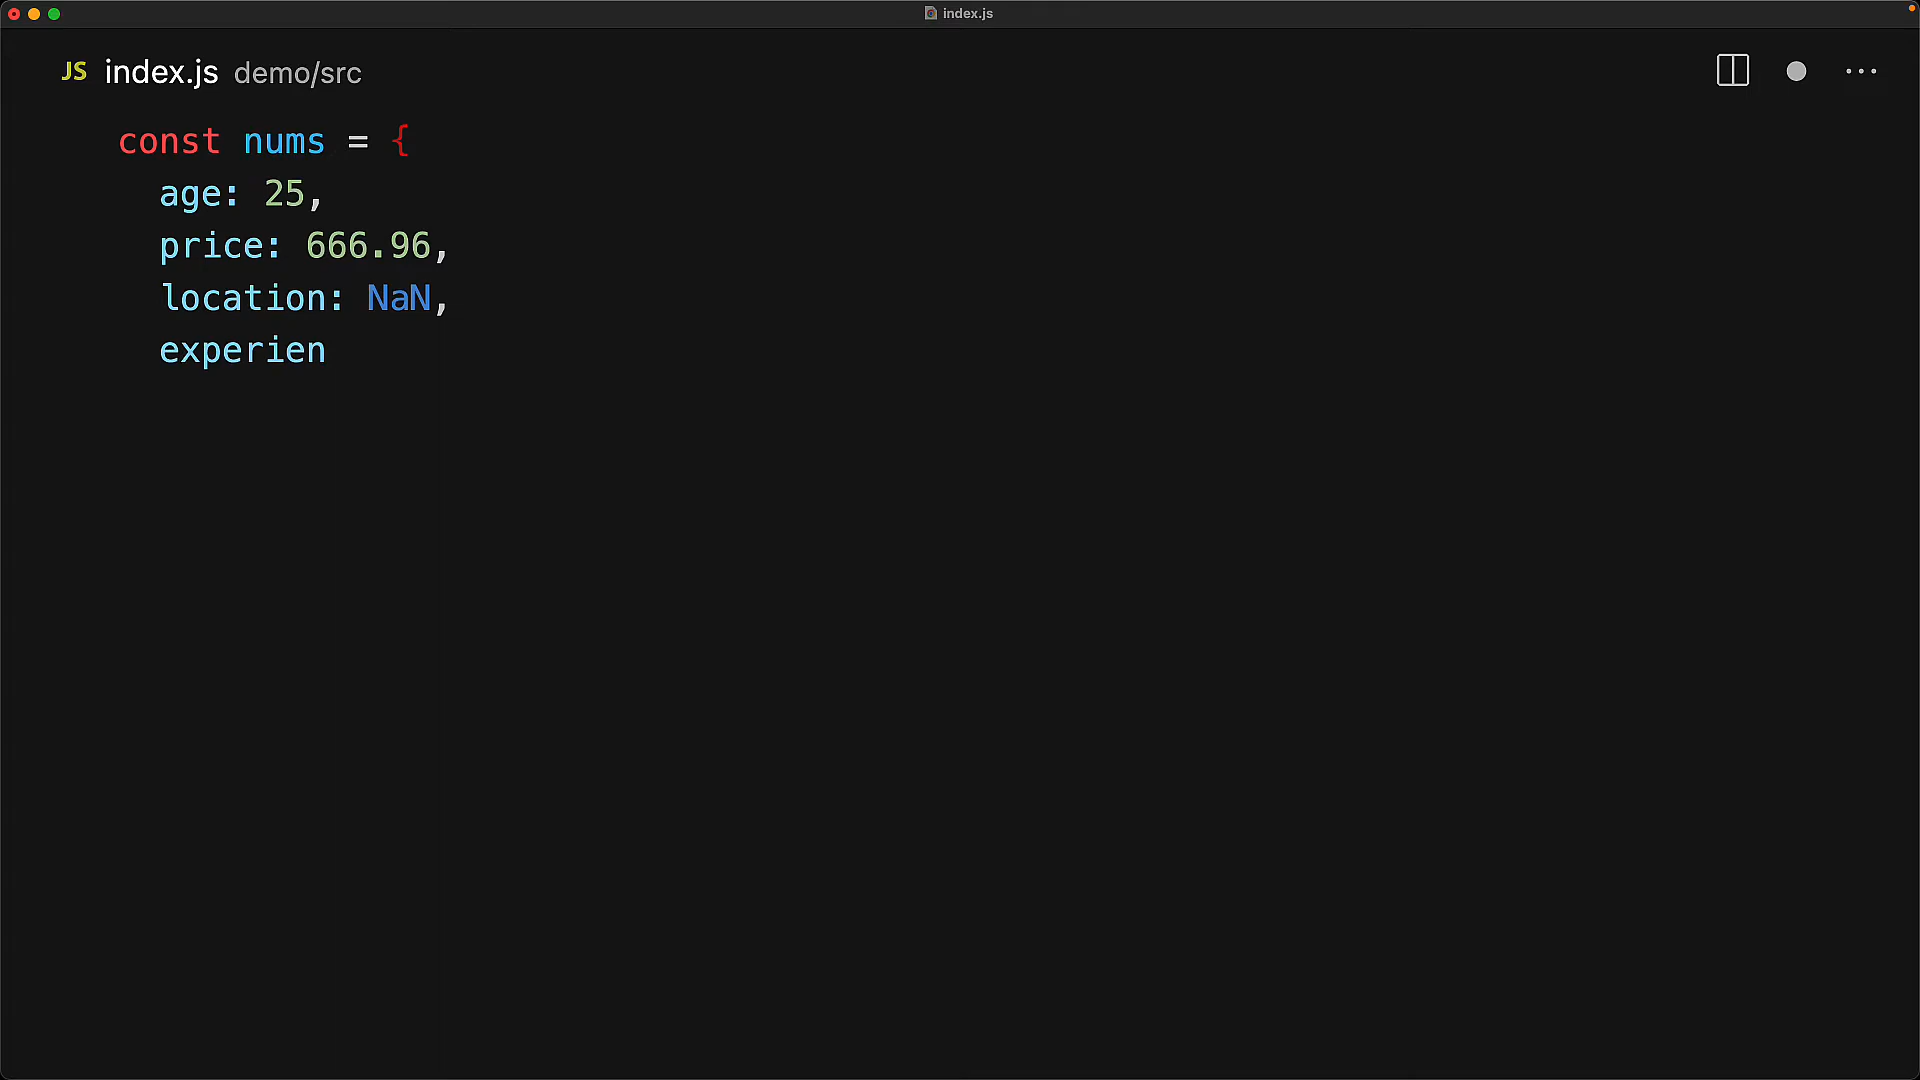 index.js
JS index.js demo/src
const nums = {
age: 25,
price: 666.96,
location: NaN,
experien